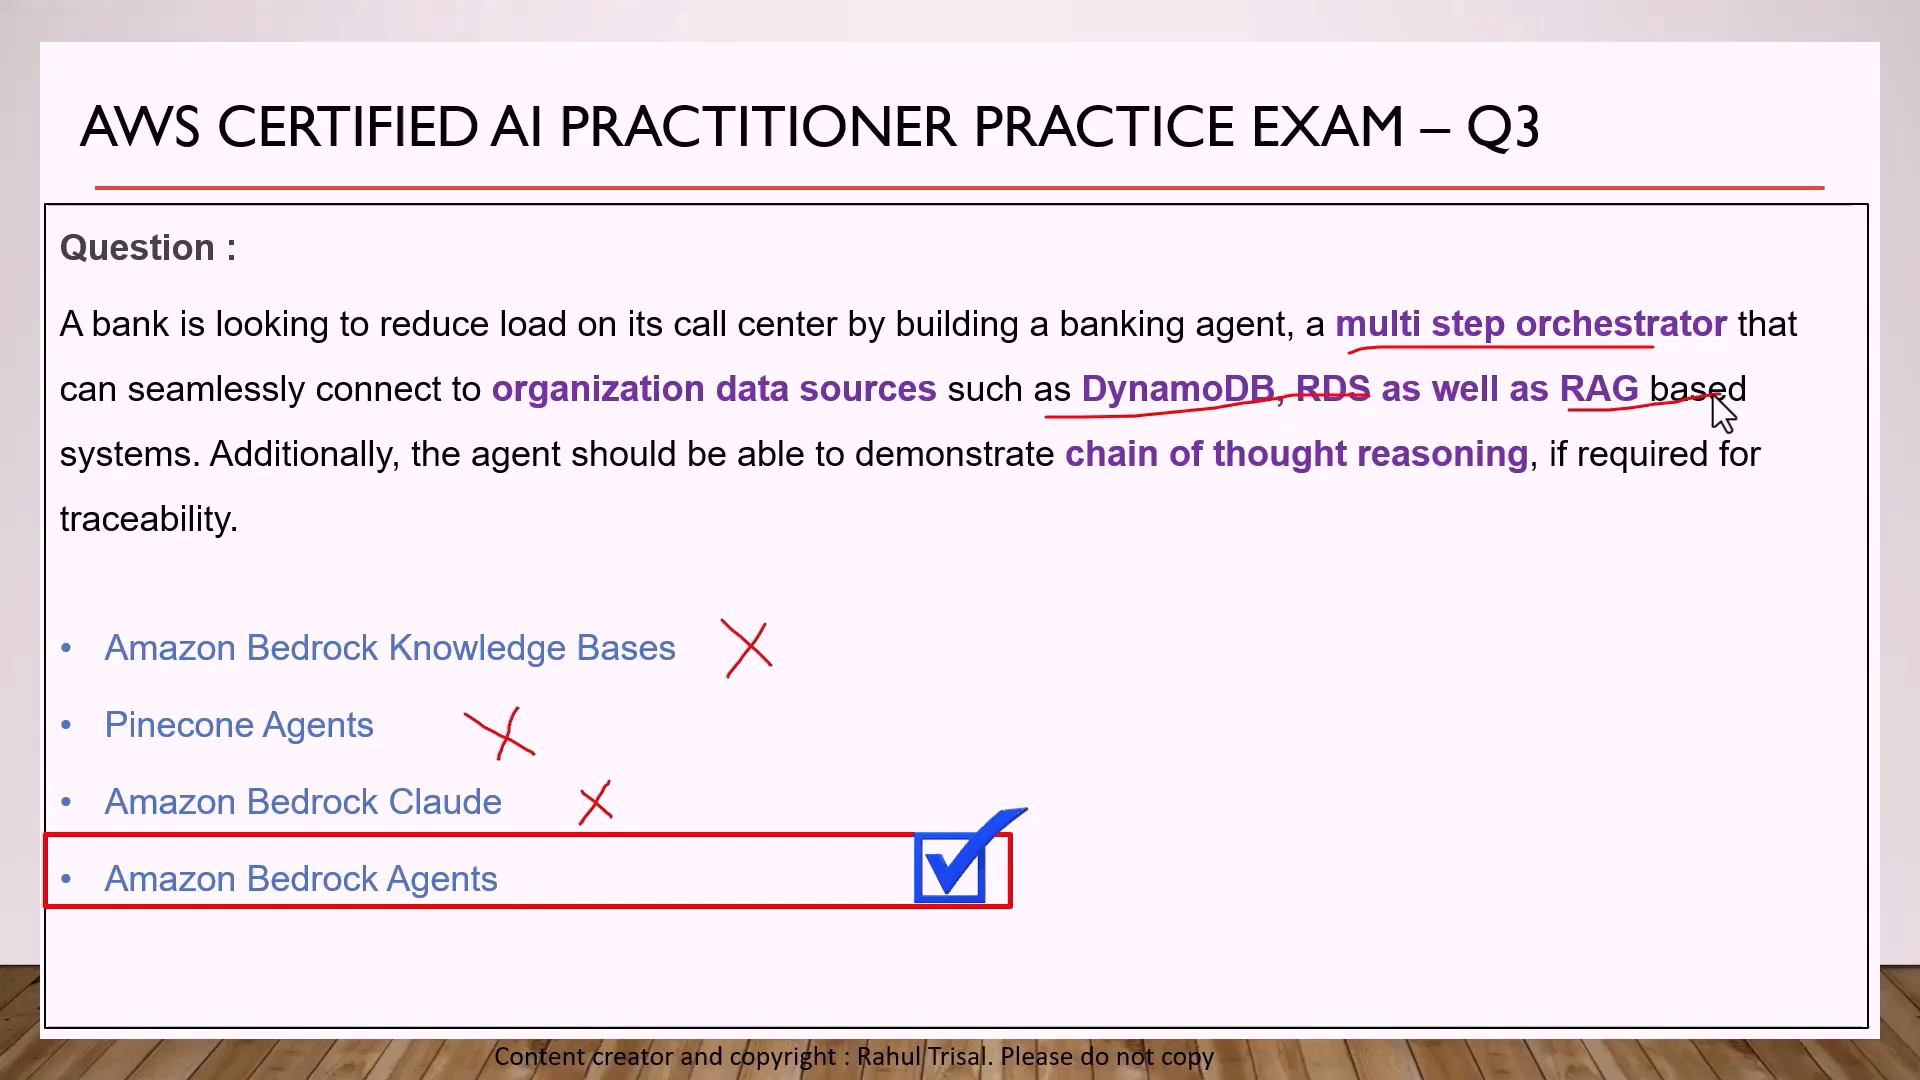 AWS CERTIFIED AI PRACTITIONER PRACTICE EXAM – Q3
Question :
A bank is looking to reduce load on its call center by building a banking agent, a multi step orchestrator that
can seamlessly connect to organization data sources such as DynamoDB, RDS as well as RAG based
systems. Additionally, the agent should be able to demonstrate chain of thought reasoning, if required for
traceability.
• Amazon Bedrock Knowledge Bases
• Pinecone Agents
• Amazon Bedrock Claude
• Amazon Bedrock Agents
Content creator and copyright : Rahul Trisal. Please do not copy